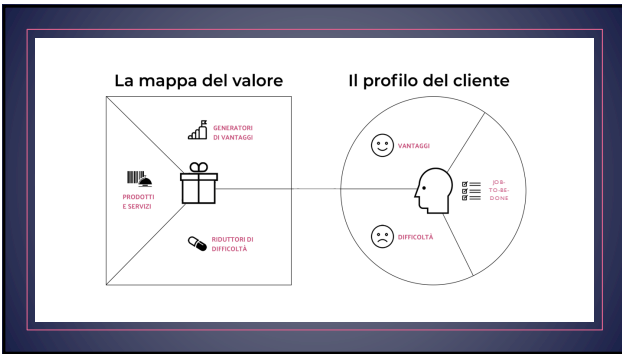 La mappa del valore
Il profilo del cliente
GENERATORI
DI VANTAGGI
PRODOTTI
E SERVIZI
RIDUTTORI DI
DIFFICOLTÀ
VANTAGGI
DIFFICOLTÀ
JOB-
TO-BE-
DONE